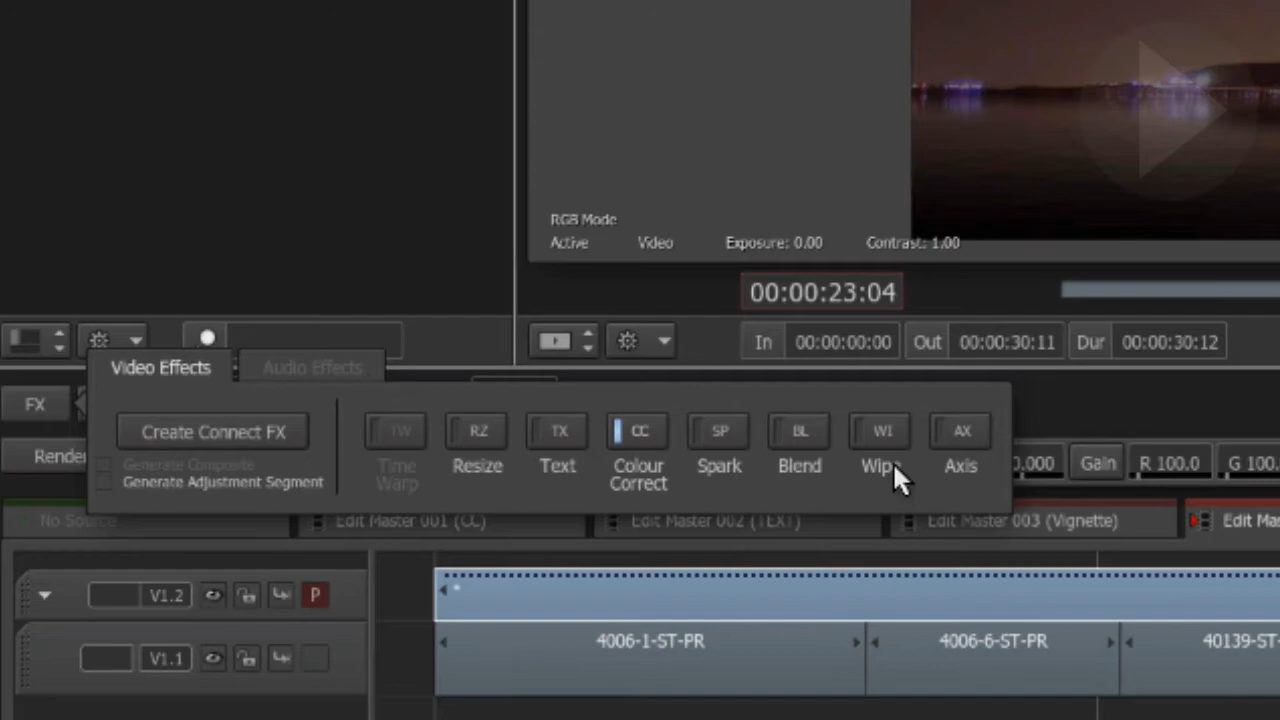 RGB Mode
Active Video Exposure: 0.00 Contrast: 1.00
00:00:23:04
In 00:00:00:00 Out 00:00:30:11 Dur 00:00:30:12
Video Effects Audio Effects
FX
Create Connect FX TW RZ TX CC SP BL WI AX
Render Generate Composite Time Warp Resize Text Colour Correct Spark Blend Wipe Axis 0.000 Gain R 100.0 G 100.
Generate Adjustment Segment
No Source Edit Master 001 (CC) Edit Master 002 (TEXT) Edit Master 003 (Vignette) Edit Ma
V1.2 P
4006-1-ST-PR 4006-6-ST-PR 40139-ST-
V1.1